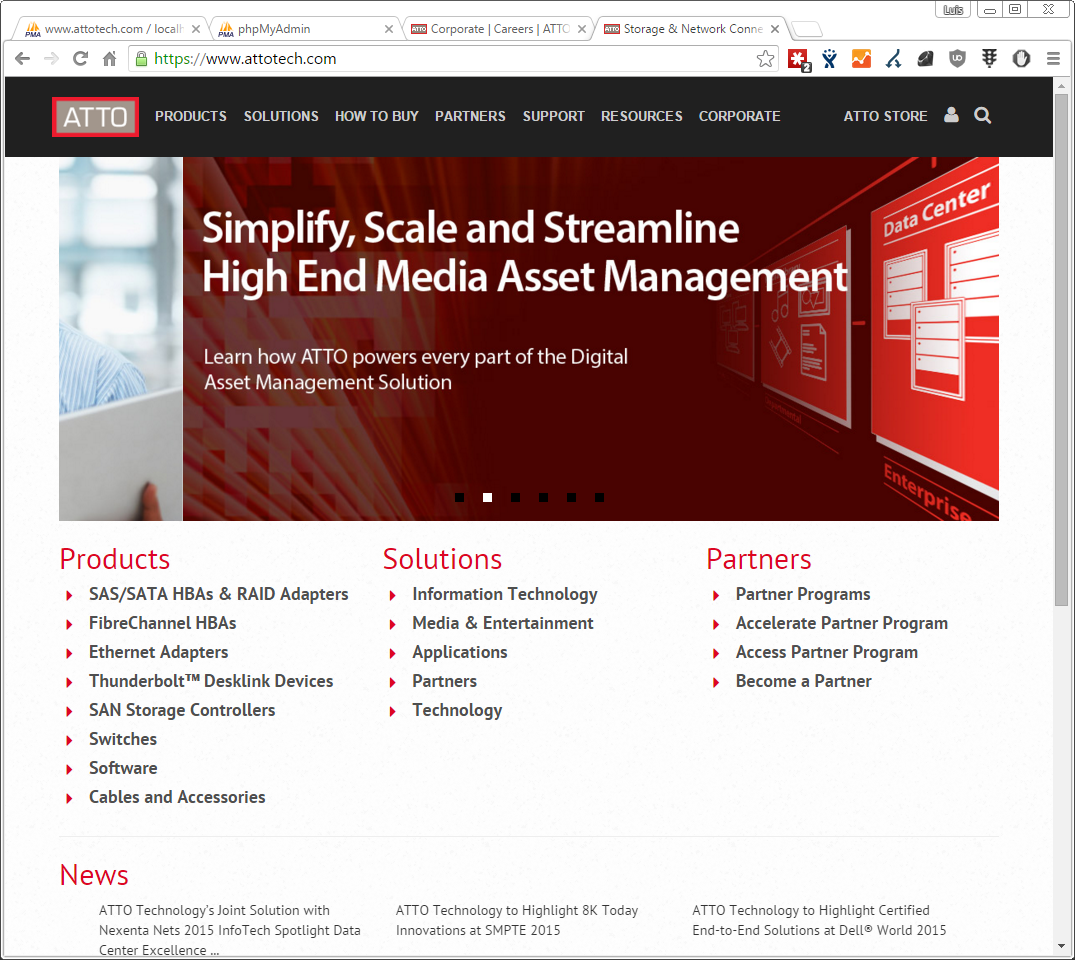 Luis
www.attotech.com / localh
phpMyAdmin
Corporate | Careers | ATTO
Storage & Network Conne
https://www.attotech.com
2
ATTO
PRODUCTS
SOLUTIONS
HOW TO BUY
PARTNERS
SUPPORT
RESOURCES
CORPORATE
ATTO STORE
Simplify, Scale and Streamline
High End Media Asset Management
Learn how ATTO powers every part of the Digital
Asset Management Solution
Data Center
Departmental
Enterprise
Products
SAS/SATA HBAs & RAID Adapters
FibreChannel HBAs
Ethernet Adapters
Thunderbolt™ Desklink Devices
SAN Storage Controllers
Switches
Software
Cables and Accessories
Solutions
Information Technology
Media & Entertainment
Applications
Partners
Technology
Partners
Partner Programs
Accelerate Partner Program
Access Partner Program
Become a Partner
News
ATTO Technology's Joint Solution with
Nexenta Nets 2015 InfoTech Spotlight Data
Center Excellence ...
ATTO Technology to Highlight 8K Today
Innovations at SMPTE 2015
ATTO Technology to Highlight Certified
End-to-End Solutions at Dell® World 2015